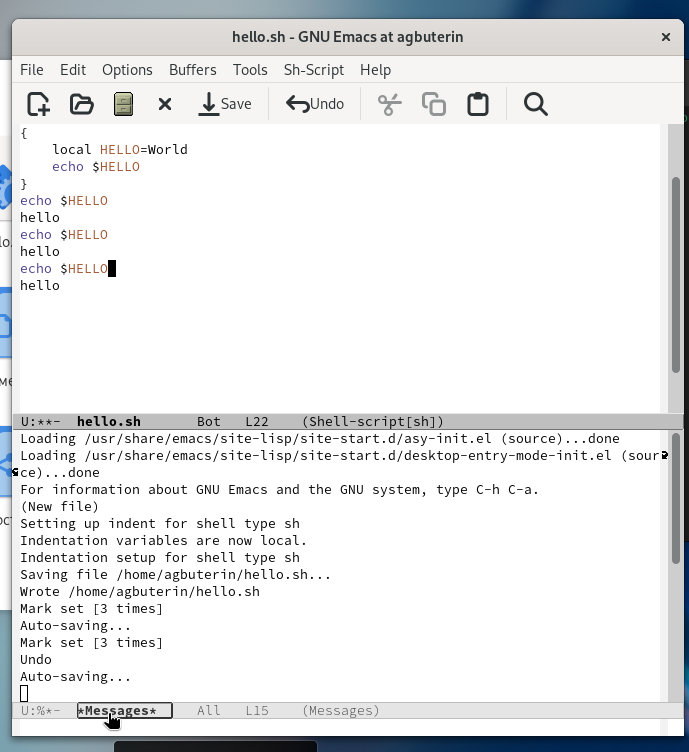 hello.sh - GNU Emacs at agbuterin
File Edit Options Buffers Tools Sh-Script Help
Save Undo
{
    local HELLO=World
    echo $HELLO
}
echo $HELLO
hello
echo $HELLO
hello
echo $HELLO
hello
U:**-  hello.sh       Bot   L22    (Shell-script[sh])
Loading /usr/share/emacs/site-lisp/site-start.d/asy-init.el (source)...done
Loading /usr/share/emacs/site-lisp/site-start.d/desktop-entry-mode-init.el (sour
ce)...done
For information about GNU Emacs and the GNU system, type C-h C-a.
(New file)
Setting up indent for shell type sh
Indentation variables are now local.
Indentation setup for shell type sh
Saving file /home/agbuterin/hello.sh...
Wrote /home/agbuterin/hello.sh
Mark set [3 times]
Auto-saving...
Mark set [3 times]
Undo
Auto-saving...
U:%*-  *Messages*     All   L15    (Messages)